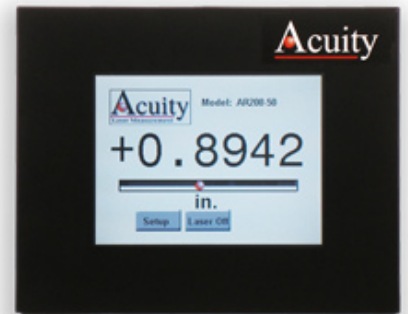 Acuity
Acuity
Laser Measurement
Model: AR200-50
+0.8942
in.
Setup
Laser Off